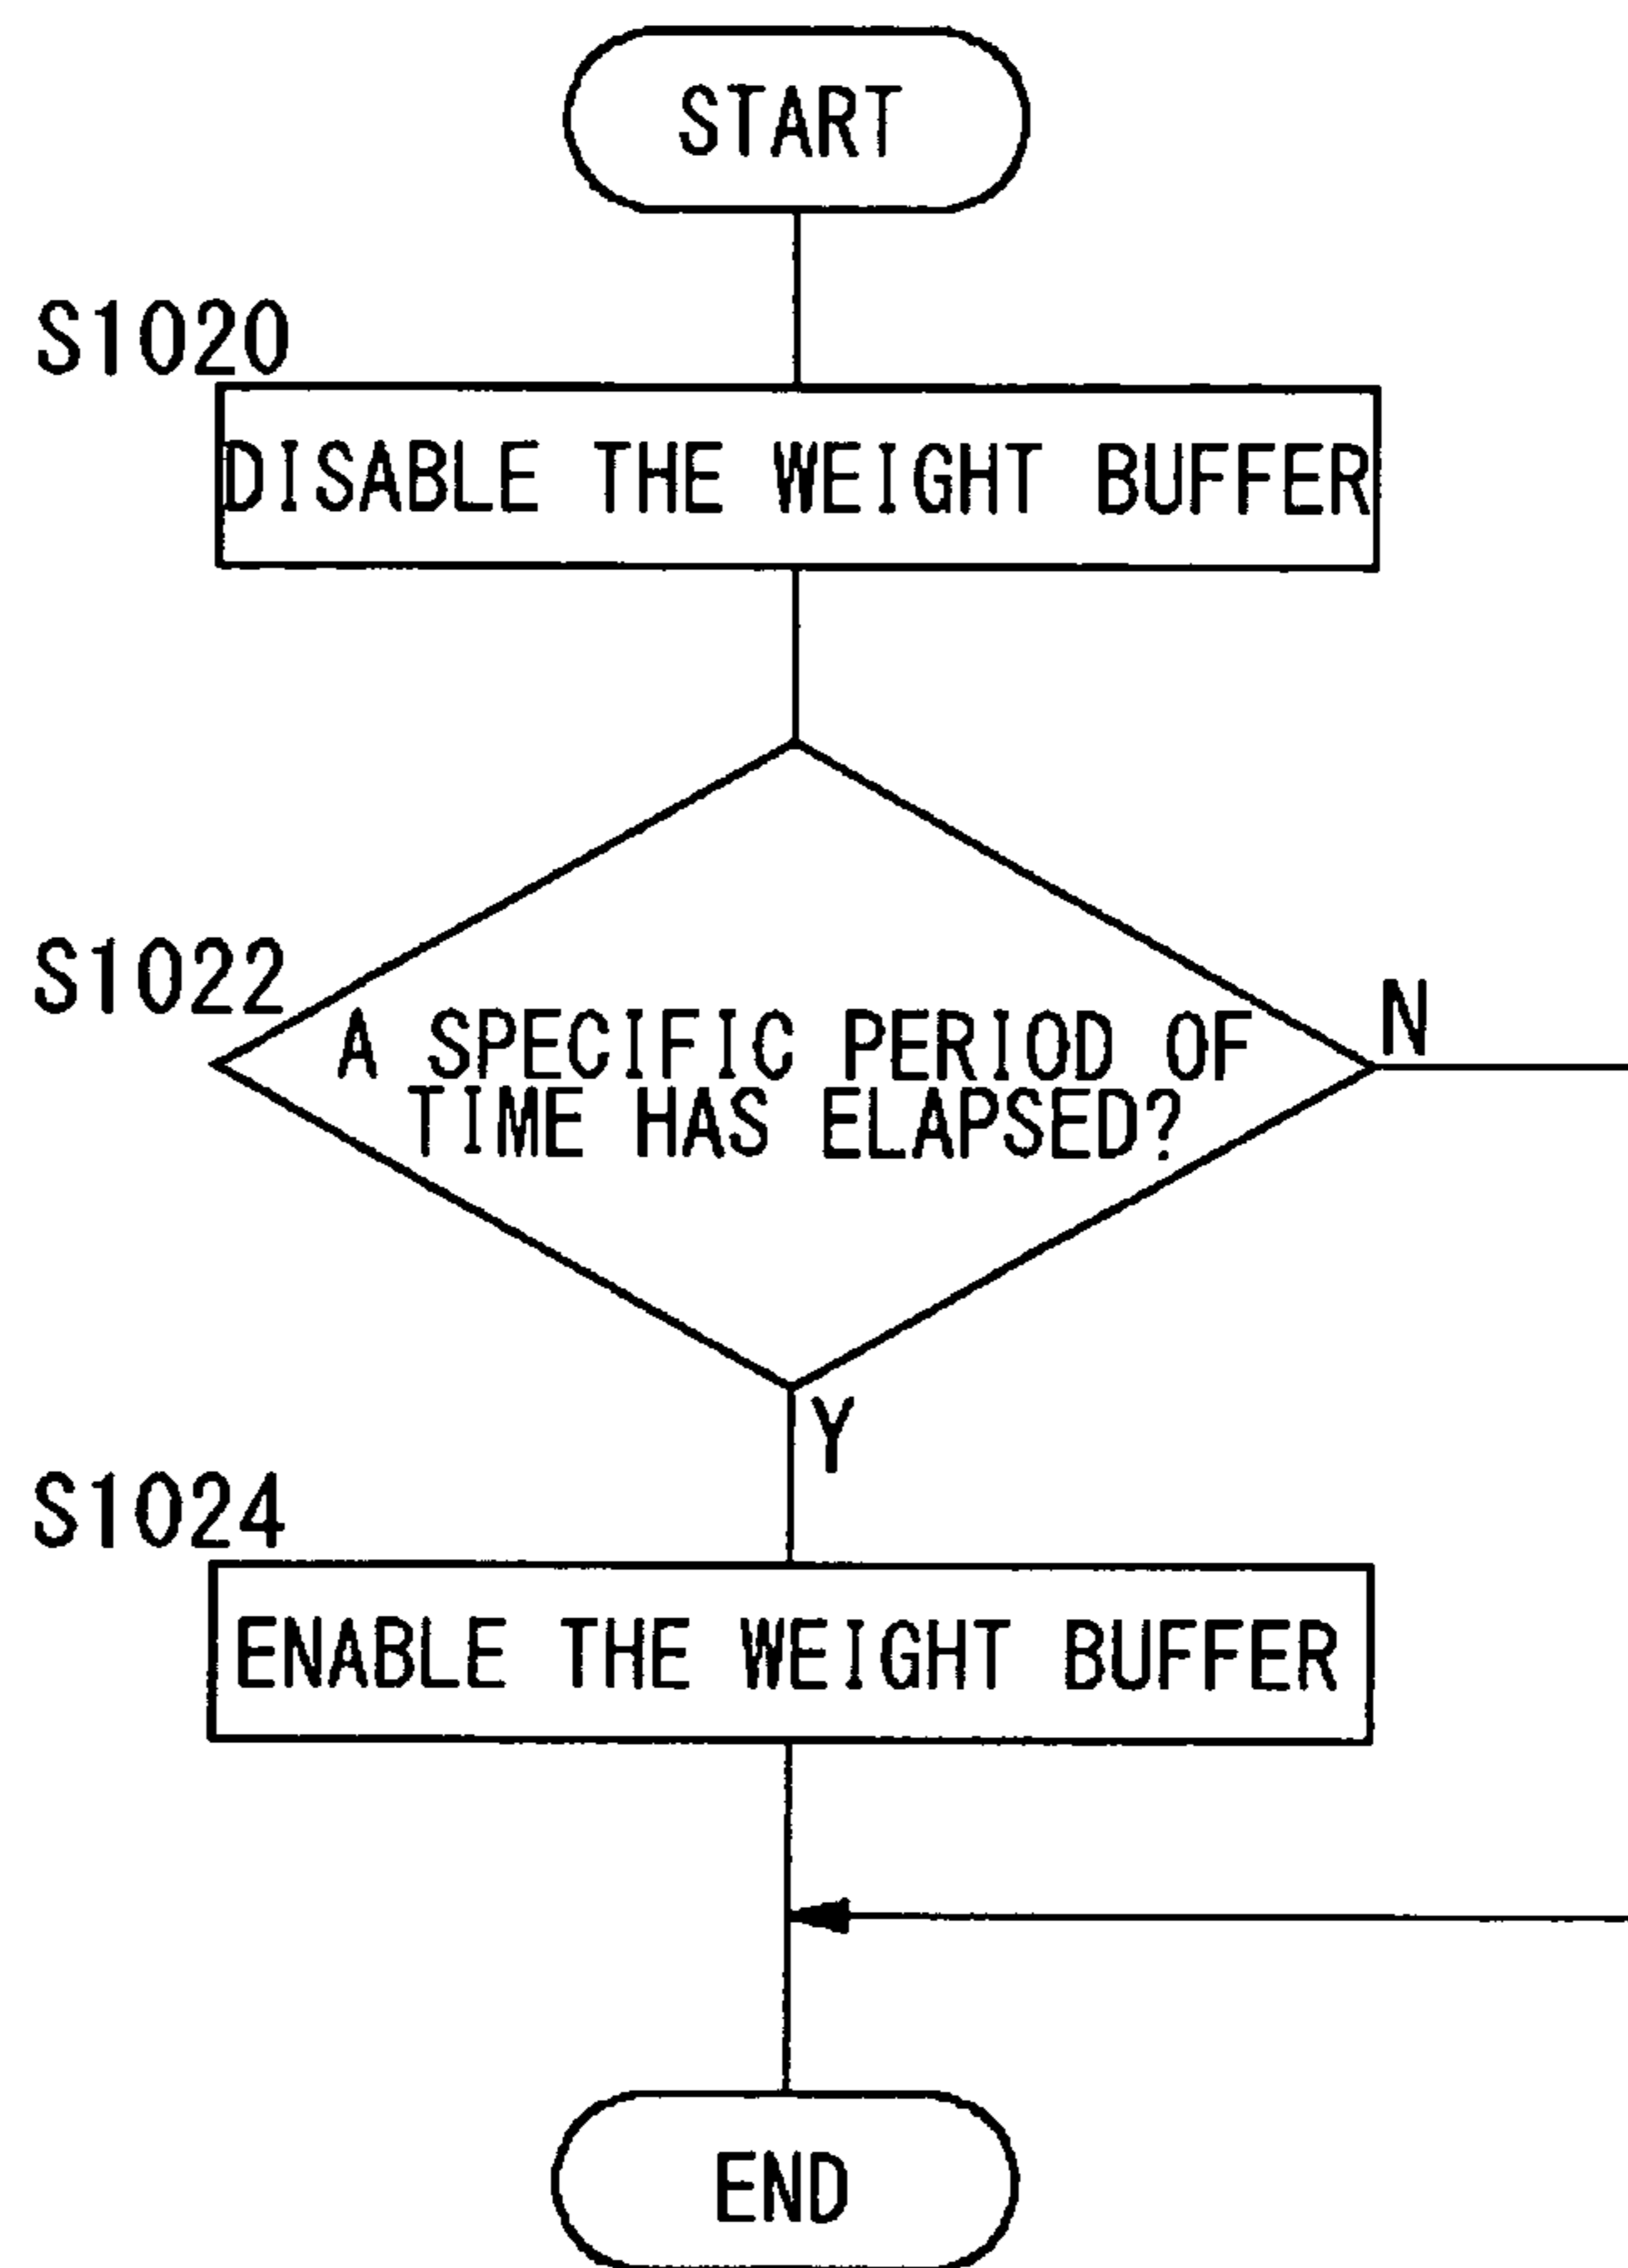 START
S1020
DISABLE THE WEIGHT BUFFER
S1022
A SPECIFIC PERIOD OF
TIME HAS ELAPSED?
N
Y
S1024
ENABLE THE WEIGHT BUFFER
END